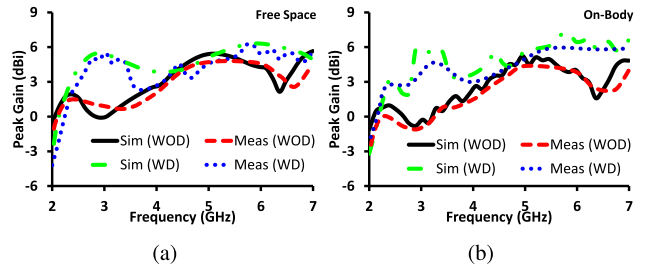 Free Space
Peak Gain (dBi)
9
6
3
0
-3
-6
Sim (WOD) Meas (WOD)
Sim (WD) Meas (WD)
2 3 4 5 6 7
Frequency (GHz)
(a)
On-Body
Peak Gain (dBi)
9
6
3
0
-3
-6
Sim (WOD) Meas (WOD)
Sim (WD) Meas (WD)
2 3 4 5 6 7
Frequency (GHz)
(b)